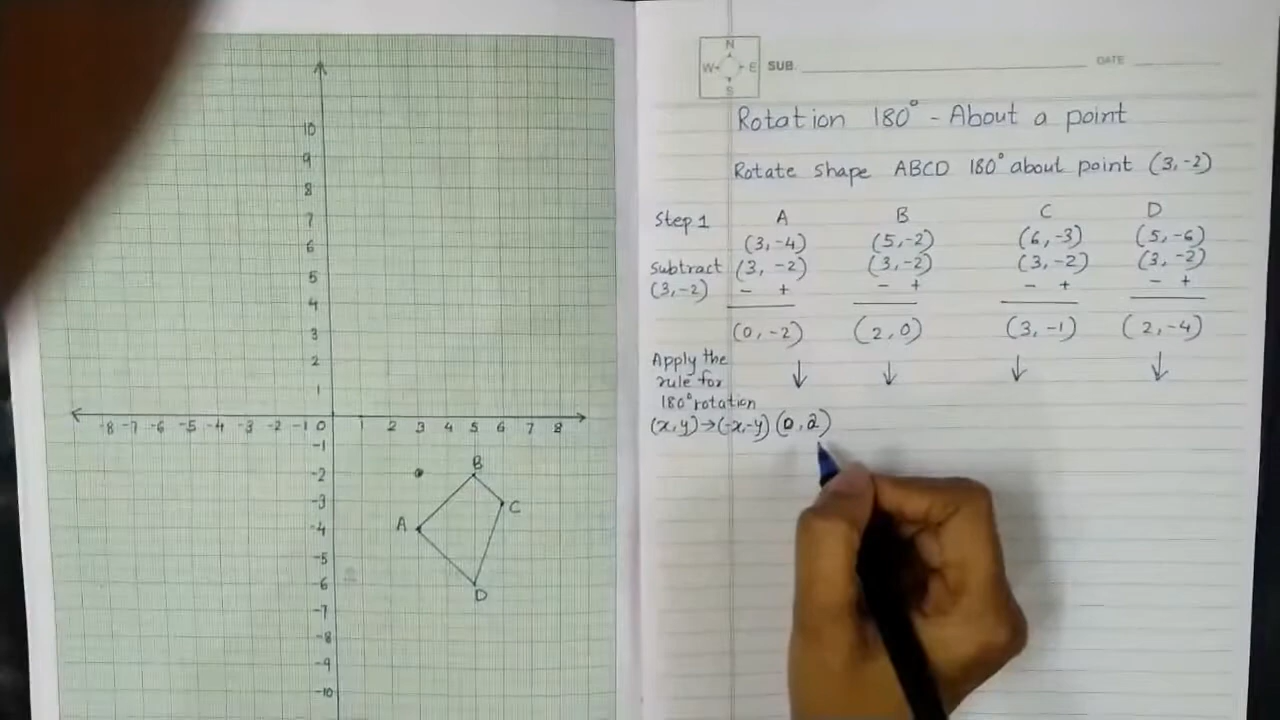 N
W E SUB. DATE
S
Rotation 180° - About a point
Rotate shape ABCD 180° about point (3,-2)
Step 1 A B C D
(3,-4) (5,-2) (6,-3) (5,-6)
Subtract (3,-2) (3,-2) (3,-2) (3,-2)
(3,-2) - + - + - + - +
(0,-2) (2,0) (3,-1) (2,-4)
Apply the ↓ ↓ ↓ ↓
rule for
180° rotation
(x,y)→(-x,-y) (0,2)
10
9
8
7
6
5
4
3
2
1
-8 -7 -6 -5 -4 -3 -2 -1 0 2 3 4 5 6 7 8
-1
B
-2
-3 C
A
-4
-5
-6
D
-7
-8
-9
-10